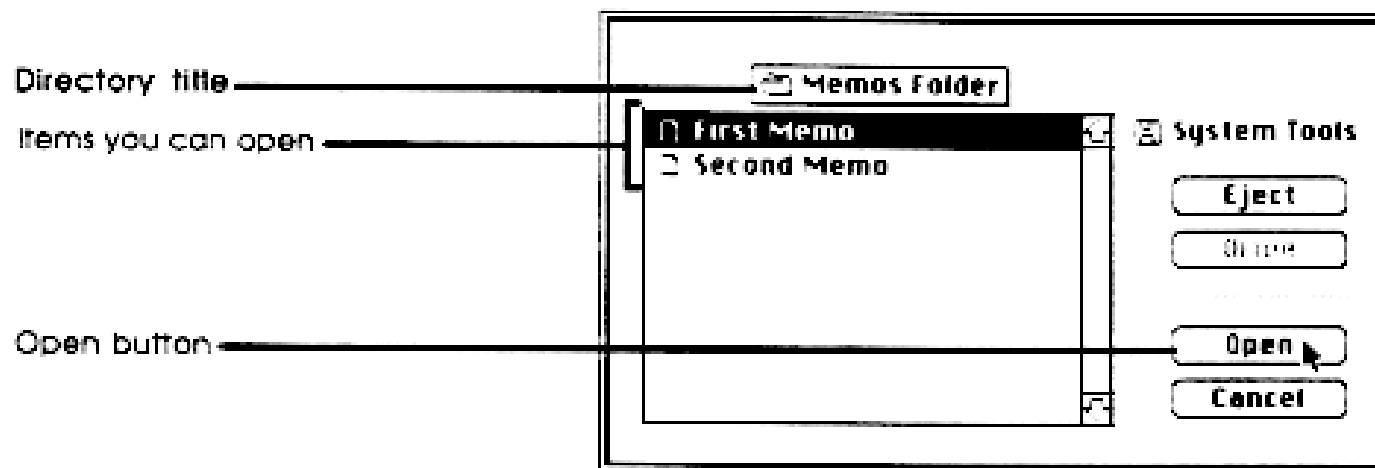 Directory title
Memos Folder
Items you can open
First Memo
Second Memo
System Tools
Eject
Drive
Open button
Open
Cancel